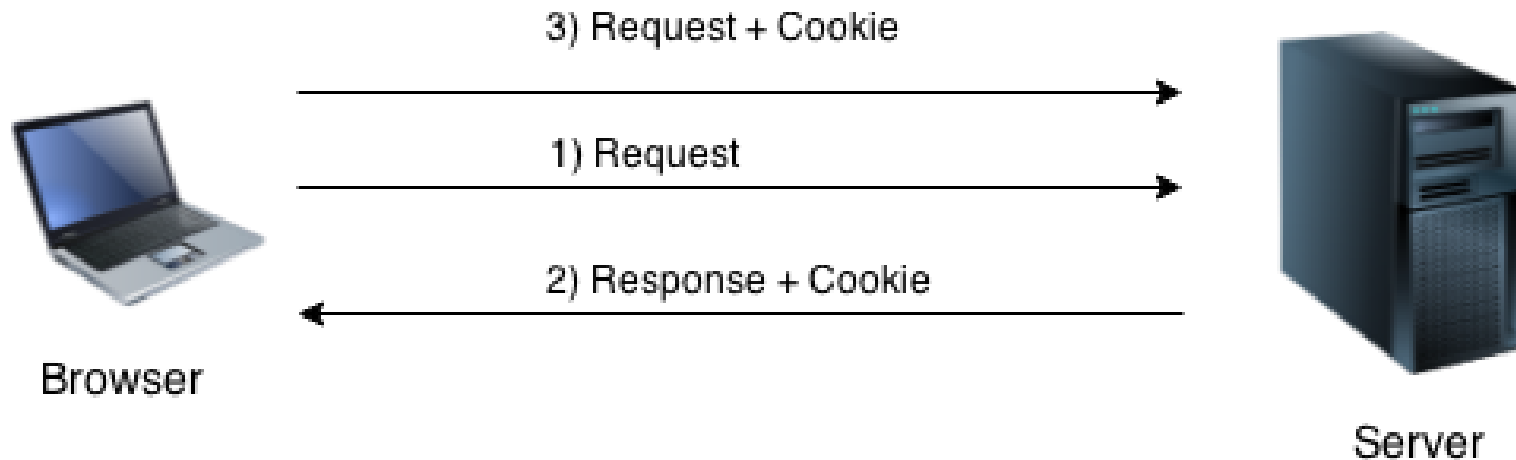 3) Request + Cookie
1) Request
2) Response + Cookie
Browser
Server